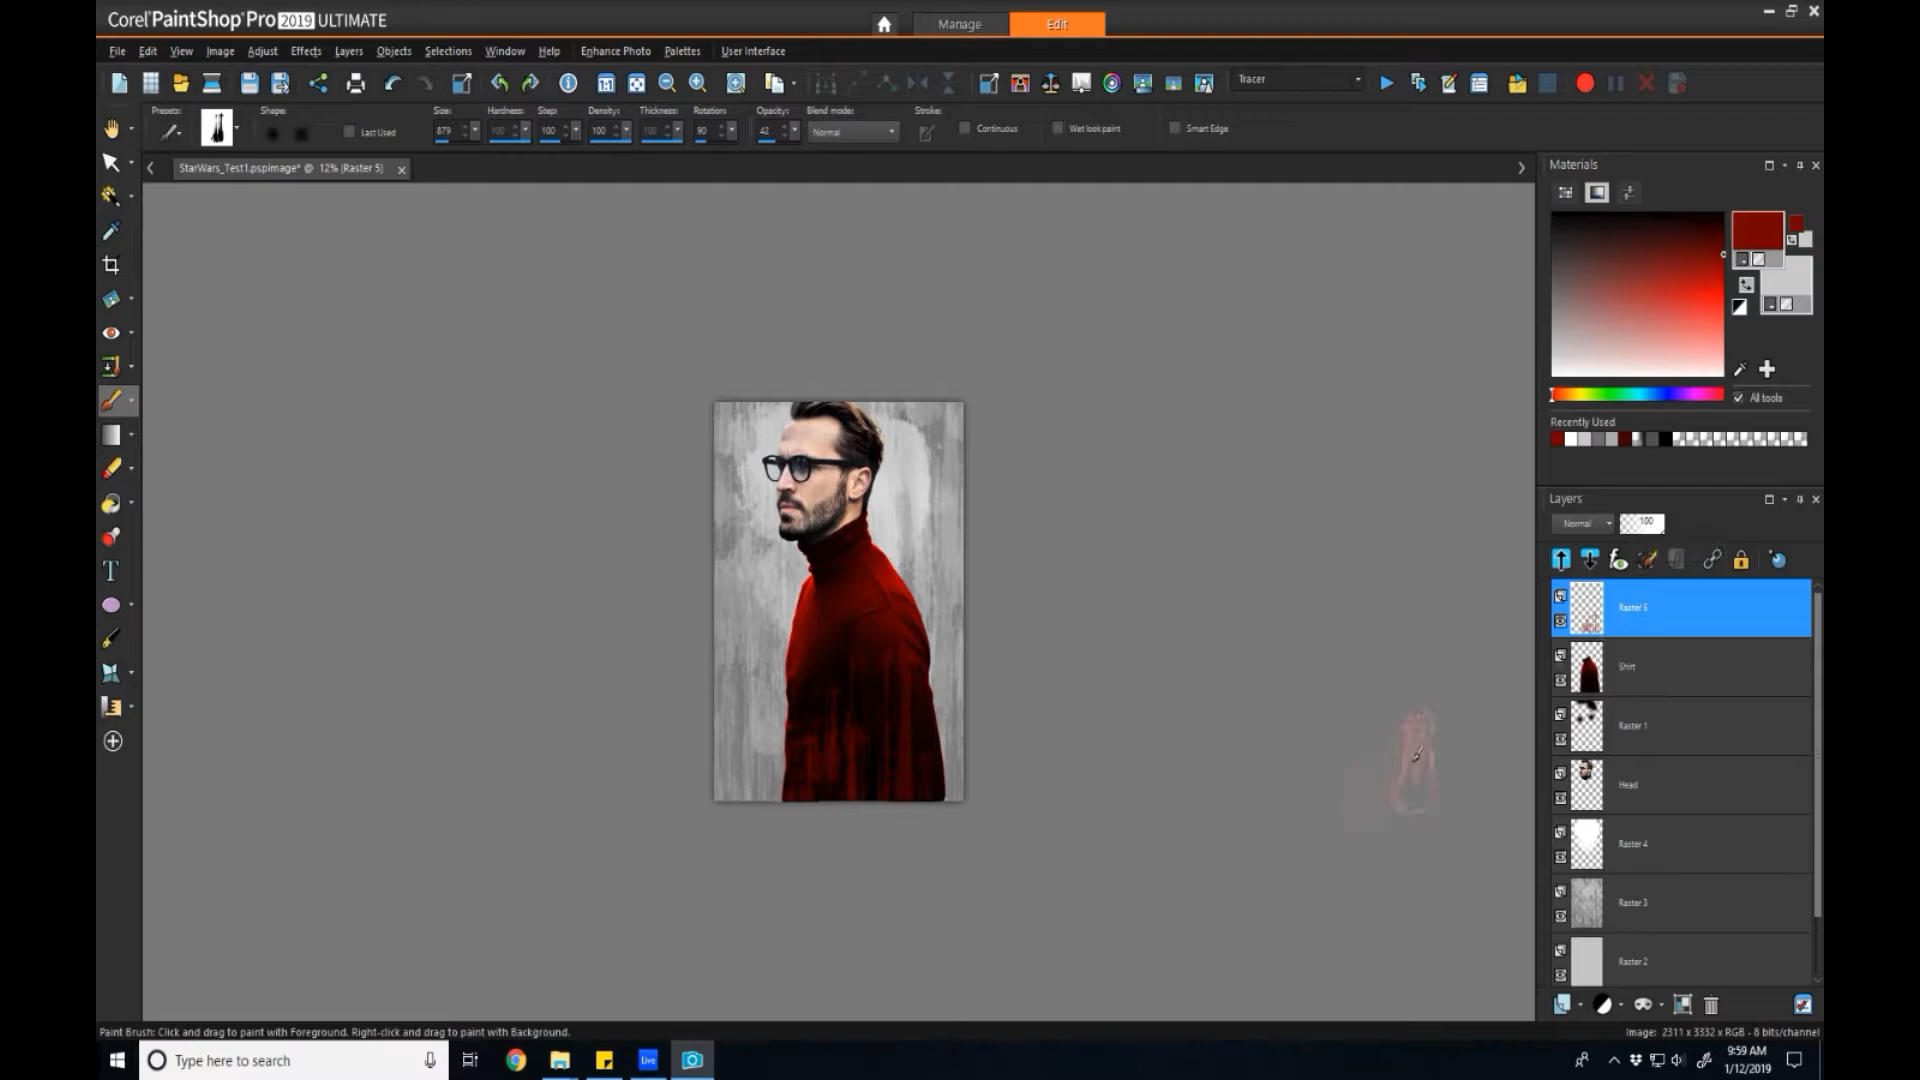 Corel PaintShop Pro 2019 ULTIMATE
Manage
Edit
File Edit View Image Adjust Effects Layers Objects Selections Window Help Enhance Photo Palettes User Interface
Tracer
Presets: Shape: Size: Hardness: Step: Density: Thickness: Rotation: Opacity: Blend mode: Stroke:
Last Used 879 100 100 100 100 90 42 Normal Continuous Wet look paint Smart Edge
StarWars_Test1.pspimage* @ 12% (Raster 5)
Materials
All tools
Recently Used
Layers
Normal 100
Raster 5
Shirt
Raster 1
Head
Raster 4
Raster 3
Raster 2
Paint Brush: Click and drag to paint with Foreground. Right-click and drag to paint with Background.
Image: 2311 x 3332 x RGB - 8 bits/channel
Type here to search
Live
9:59 AM
1/12/2019